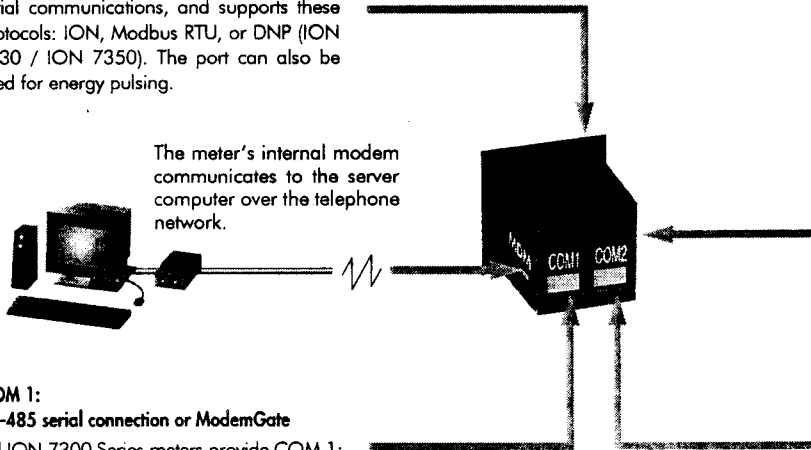 ial communications, and supports these
otocols: ION, Modbus RTU, or DNP (ION
30 / ION 7350). The port can also be
ed for energy pulsing.
The meter's internal modem
communicates to the server
computer over the telephone
network.
MDM
COM1
COM2
OM 1:
-485 serial connection or ModemGate
ION 7300 Series meters provide COM 1: